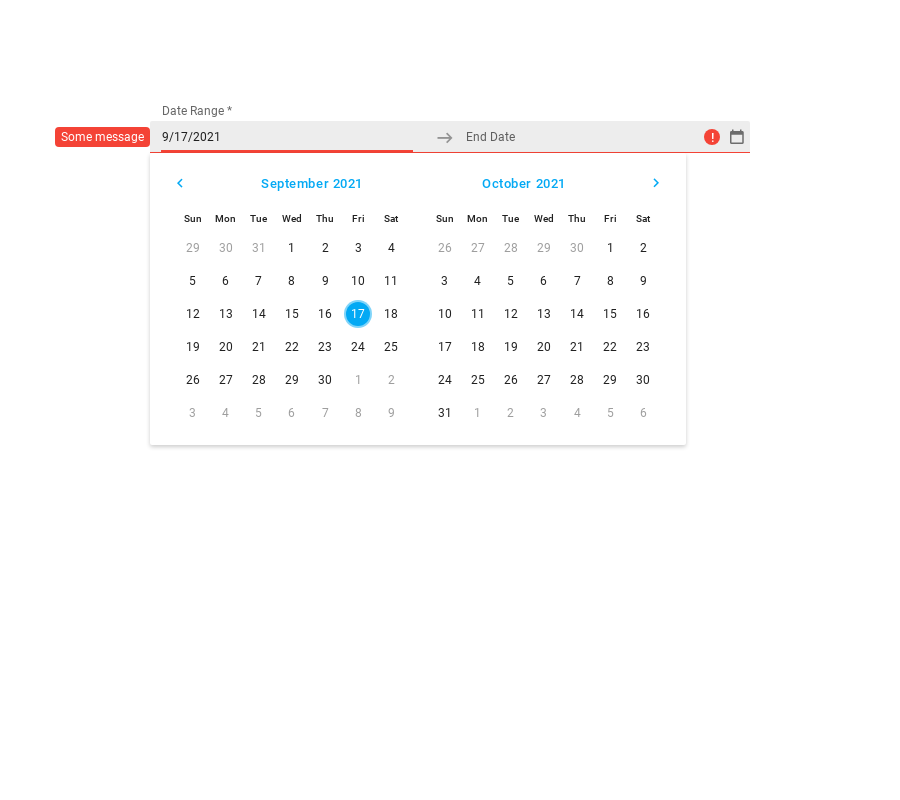 Date Range *
Some message 9/17/2021 End Date
September 2021 October 2021
Sun Mon Tue Wed Thu Fri Sat Sun Mon Tue Wed Thu Fri Sat
29 30 31 1 2 3 4 26 27 28 29 30 1 2
5 6 7 8 9 10 11 3 4 5 6 7 8 9
12 13 14 15 16 17 18 10 11 12 13 14 15 16
19 20 21 22 23 24 25 17 18 19 20 21 22 23
26 27 28 29 30 1 2 24 25 26 27 28 29 30
3 4 5 6 7 8 9 31 1 2 3 4 5 6